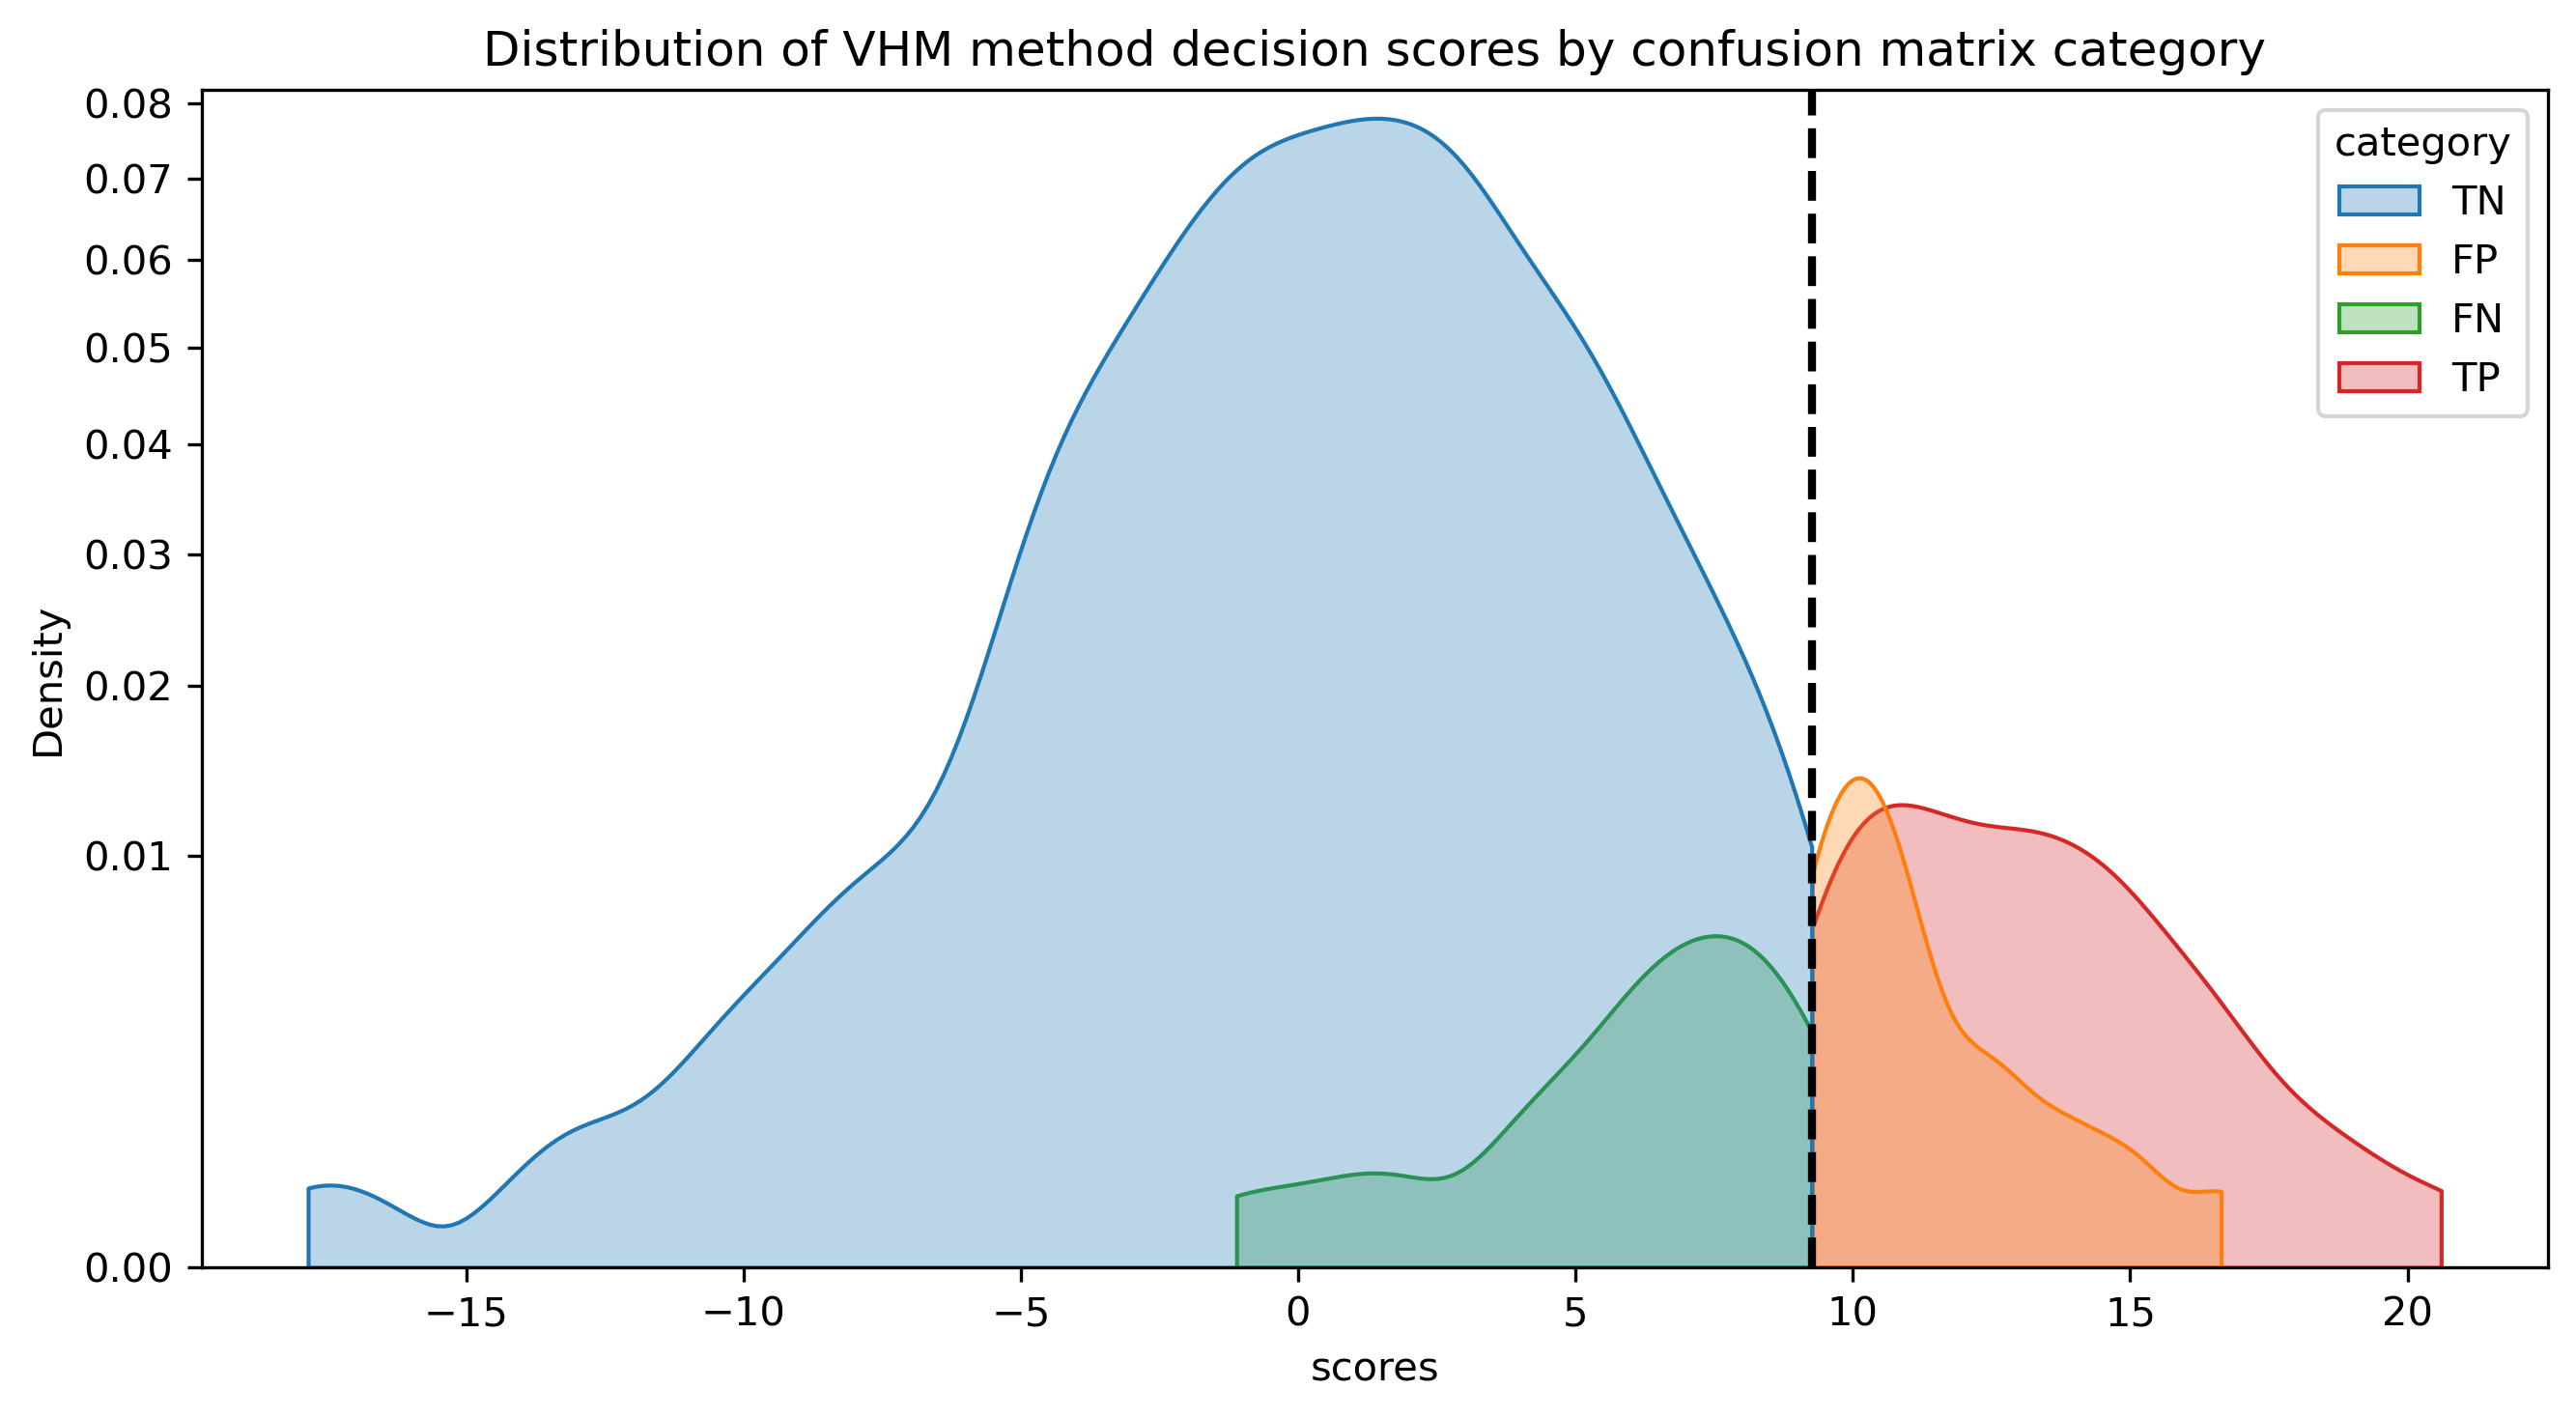 Distribution of VHM method decision scores by confusion matrix category
0.08
0.07
0.06
0.05
0.04
0.03
0.02
0.01
0.00
Density
category
TN
FP
FN
TP
−15
−10
−5
0
5
10
15
20
scores